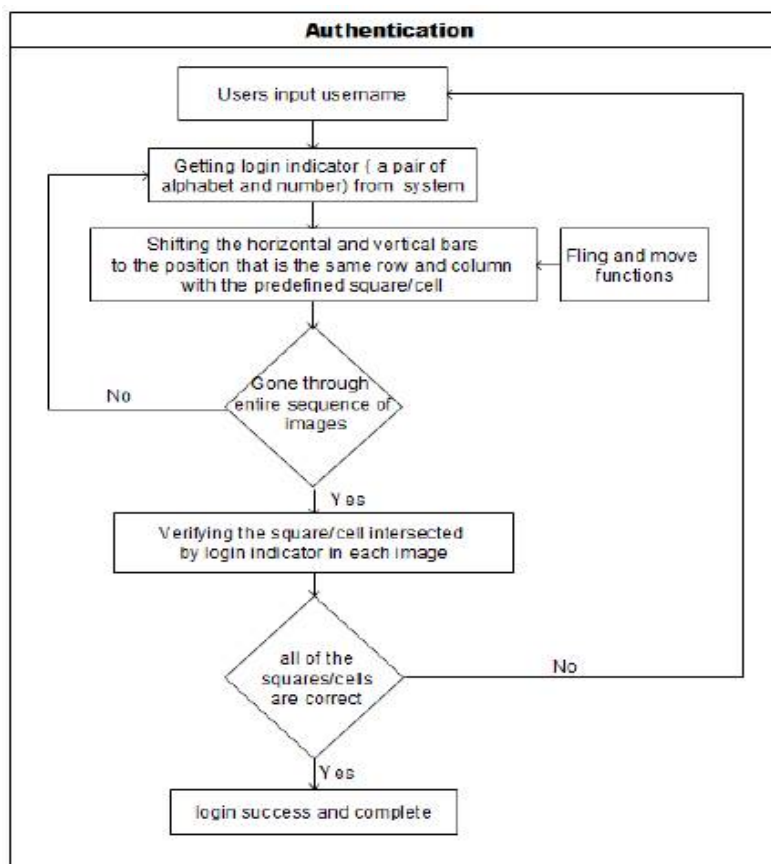 Authentication
Users input username
Getting login indicator ( a pair of
alphabet and number) from system
Shifting the horizontal and vertical bars
to the position that is the same row and column
with the predefined square/cell
Fling and move
functions
Gone through
entire sequence of
images
No
Yes
Verifying the square/cell intersected
by login indicator in each image
all of the
squares/cells
are correct
No
Yes
login success and complete